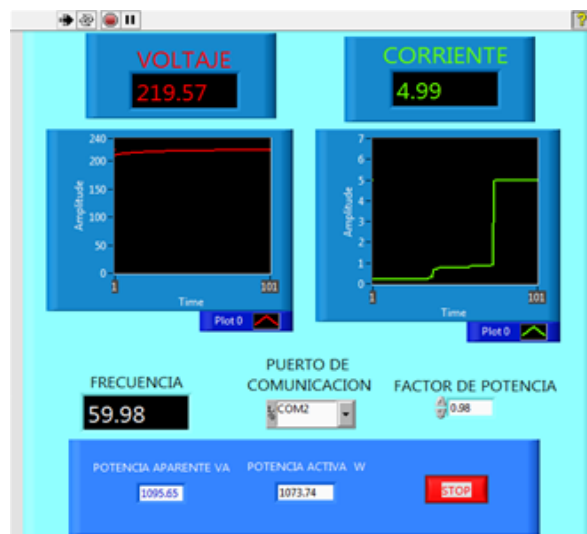 ?
VOLTAJE
219.57
CORRIENTE
4.99
240
200
150
100
50
0
Amplitude
1
101
Time
Plot 0
7
6
5
4
3
2
1
0
Amplitude
1
101
Time
Plot 0
FRECUENCIA
59.98
PUERTO DE
COMUNICACION
COM2
FACTOR DE POTENCIA
0.98
POTENCIA APARENTE VA
1095.65
POTENCIA ACTIVA W
1073.74
STOP